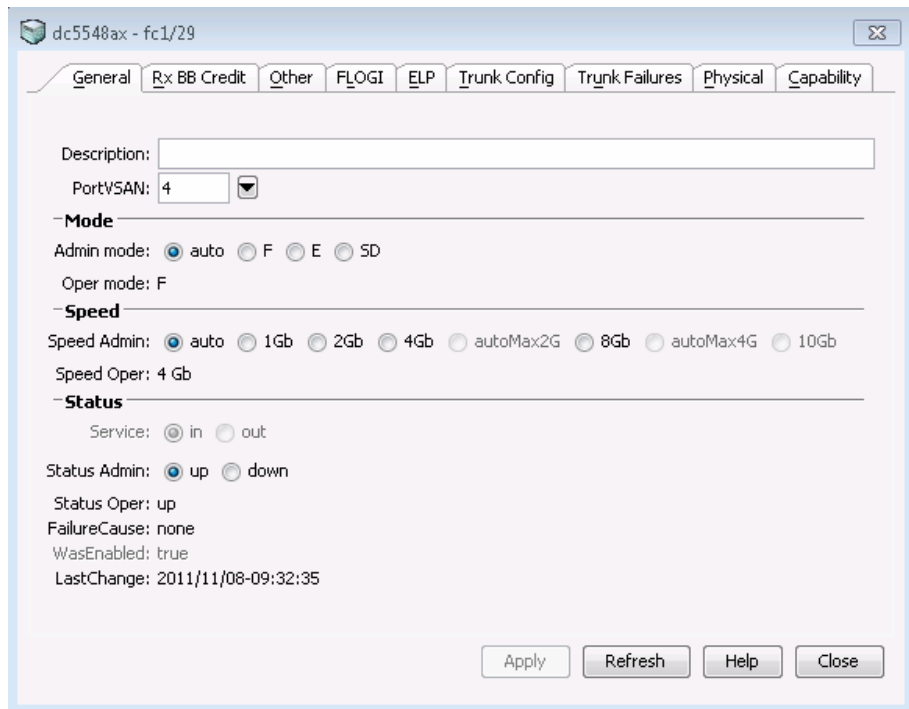 dc5548ax - fc1/29
General Rx BB Credit Other FLOGI ELP Trunk Config Trunk Failures Physical Capability
Description:
PortVSAN: 4
Mode
Admin mode: auto F E SD
Oper mode: F
Speed
Speed Admin: auto 1Gb 2Gb 4Gb autoMax2G 8Gb autoMax4G 10Gb
Speed Oper: 4 Gb
Status
Service: in out
Status Admin: up down
Status Oper: up
FailureCause: none
WasEnabled: true
LastChange: 2011/11/08-09:32:35
Apply Refresh Help Close